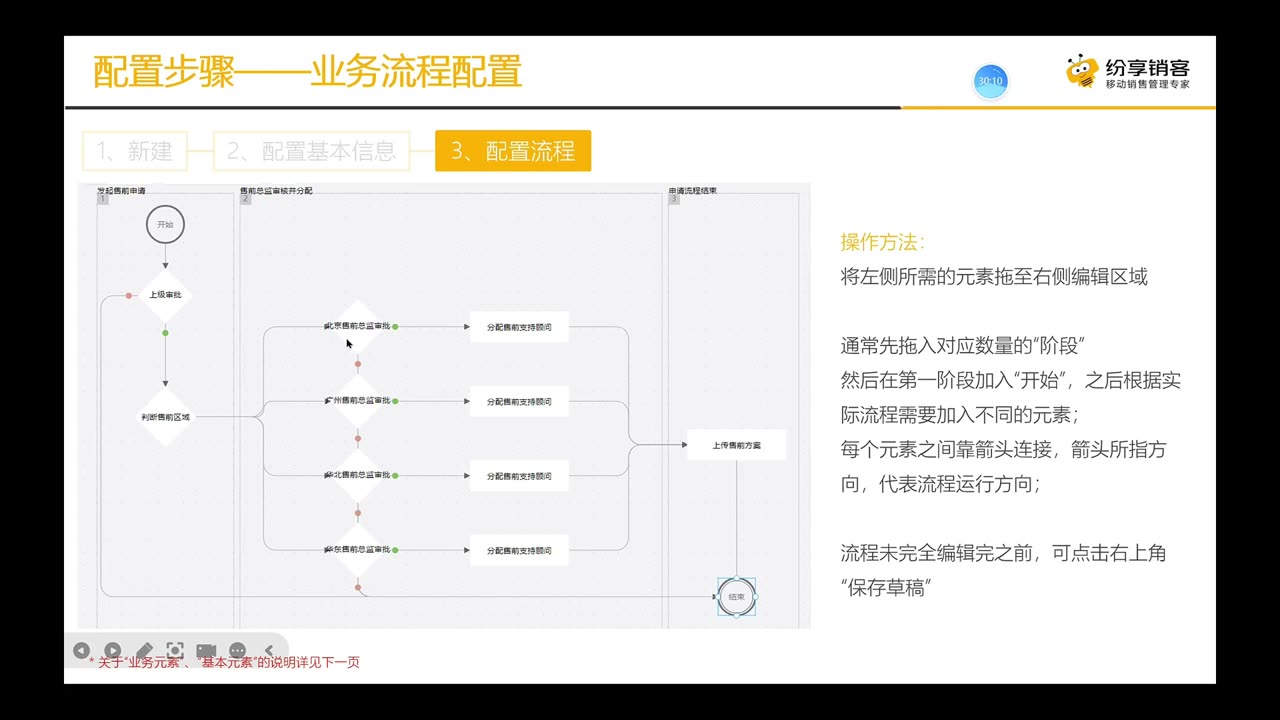 配置步骤——业务流程配置
30:10
纷享销客
移动销售管理专家
1、新建
2、配置基本信息
3、配置流程
发起售前申请
售前总监审核并分配
申请流程结束
1
2
3
开始
上级审批
判断售前区域
北京售前总监审批
分配售前支持顾问
广州售前总监审批
分配售前支持顾问
华北售前总监审批
分配售前支持顾问
华东售前总监审批
分配售前支持顾问
上传售前方案
结束
操作方法：
将左侧所需的元素拖至右侧编辑区域
通常先拖入对应数量的“阶段”
然后在第一阶段加入“开始”，之后根据实
际流程需要加入不同的元素；
每个元素之间靠箭头连接，箭头所指方
向，代表流程运行方向；
流程未完全编辑完之前，可点击右上角
“保存草稿”
* 关于“业务元素”、“基本元素”的说明详见下一页